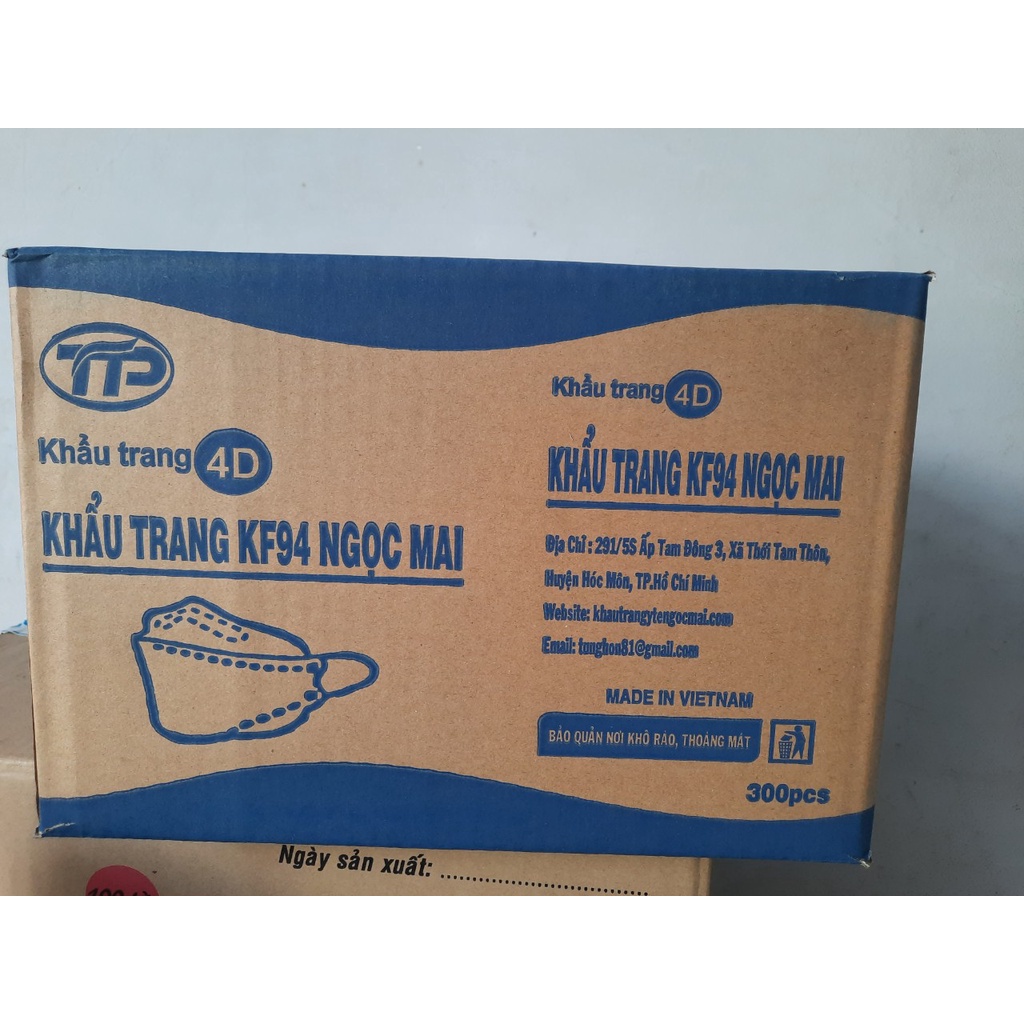 TTP
Khẩu trang 4D
KHẨU TRANG KF94 NGỌC MAI
Khẩu trang 4D
KHẨU TRANG KF94 NGỌC MAI
Địa Chỉ : 291/5S Ấp Tam Đông 3, Xã Thới Tam Thôn,
Huyện Hóc Môn, TP.Hồ Chí Minh
Website: khautrangytengocmai.com
Email: tunghon81@gmail.com
MADE IN VIETNAM
BẢO QUẢN NƠI KHÔ RÁO, THOÁNG MÁT
300pcs
Ngày sản xuất: ................................